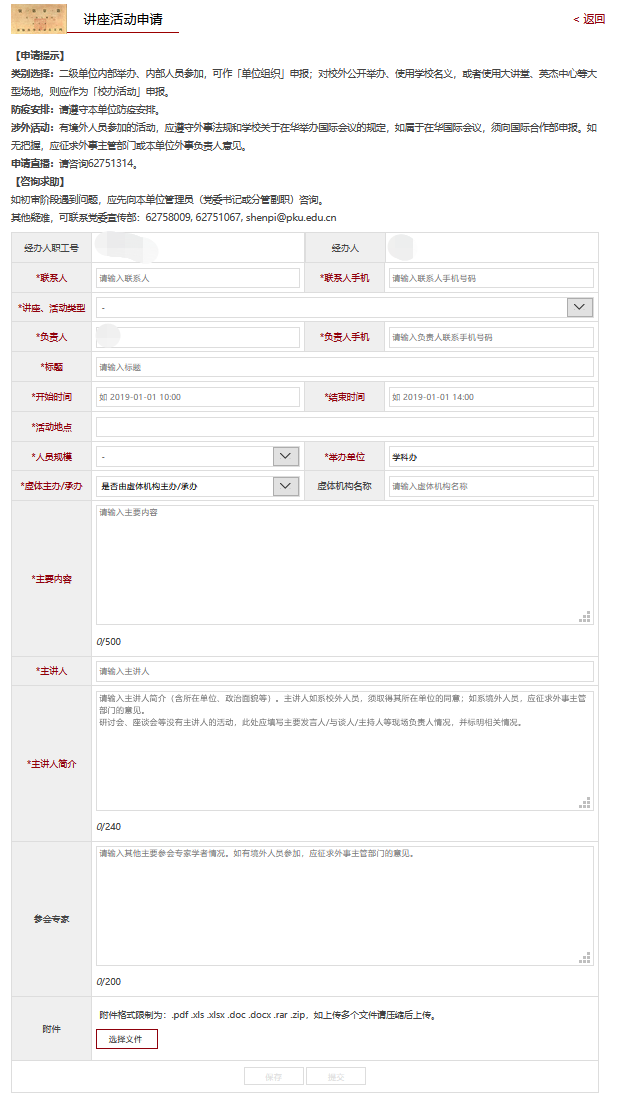 讲座活动申请
< 返回
【申请提示】
类别选择：二级单位内部举办、内部人员参加，可作「单位组织」申报；对校外公开举办、使用学校名义，或者使用大讲堂、英杰中心等大
型场地，则应作为「校办活动」申报。
防疫安排：请遵守本单位防疫安排。
涉外活动：有境外人员参加的活动，应遵守外事法规和学校关于在华举办国际会议的规定，如属于在华国际会议，须向国际合作部申报。如
无把握，应征求外事主管部门或本单位外事负责人意见。
申请直播：请咨询62751314。
【咨询求助】
如初审阶段遇到问题，应先向本单位管理员（党委书记或分管副职）咨询。
其他疑难，可联系党委宣传部：62758009, 62751067, shenpi@pku.edu.cn
经办人职工号 经办人
*联系人 请输入联系人 *联系人手机 请输入联系人手机号码
*讲座、活动类型 -
*负责人 *负责人手机 请输入负责人联系手机号码
*标题 请输入标题
*开始时间 如 2019-01-01 10:00 *结束时间 如 2019-01-01 14:00
*活动地点
*人员规模 - *举办单位 学科办
*虚体主办/承办 是否由虚体机构主办/承办 虚体机构名称 请输入虚体机构名称
*主要内容 请输入主要内容
0/500
*主讲人 请输入主讲人
*主讲人简介 请输入主讲人简介（含所在单位、政治面貌等）。主讲人如系校外人员，须取得其所在单位的同意；如系境外人员，应征求外事主管
部门的意见。
研讨会、座谈会等没有主讲人的活动，此处应填写主要发言人/与谈人/主持人等现场负责人情况，并标明相关情况。
0/240
参会专家 请输入其他主要参会专家学者情况。如有境外人员参加，应征求外事主管部门的意见。
0/200
附件 附件格式限制为：.pdf .xls .xlsx .doc .docx .rar .zip，如上传多个文件请压缩后上传。
选择文件
保存 提交